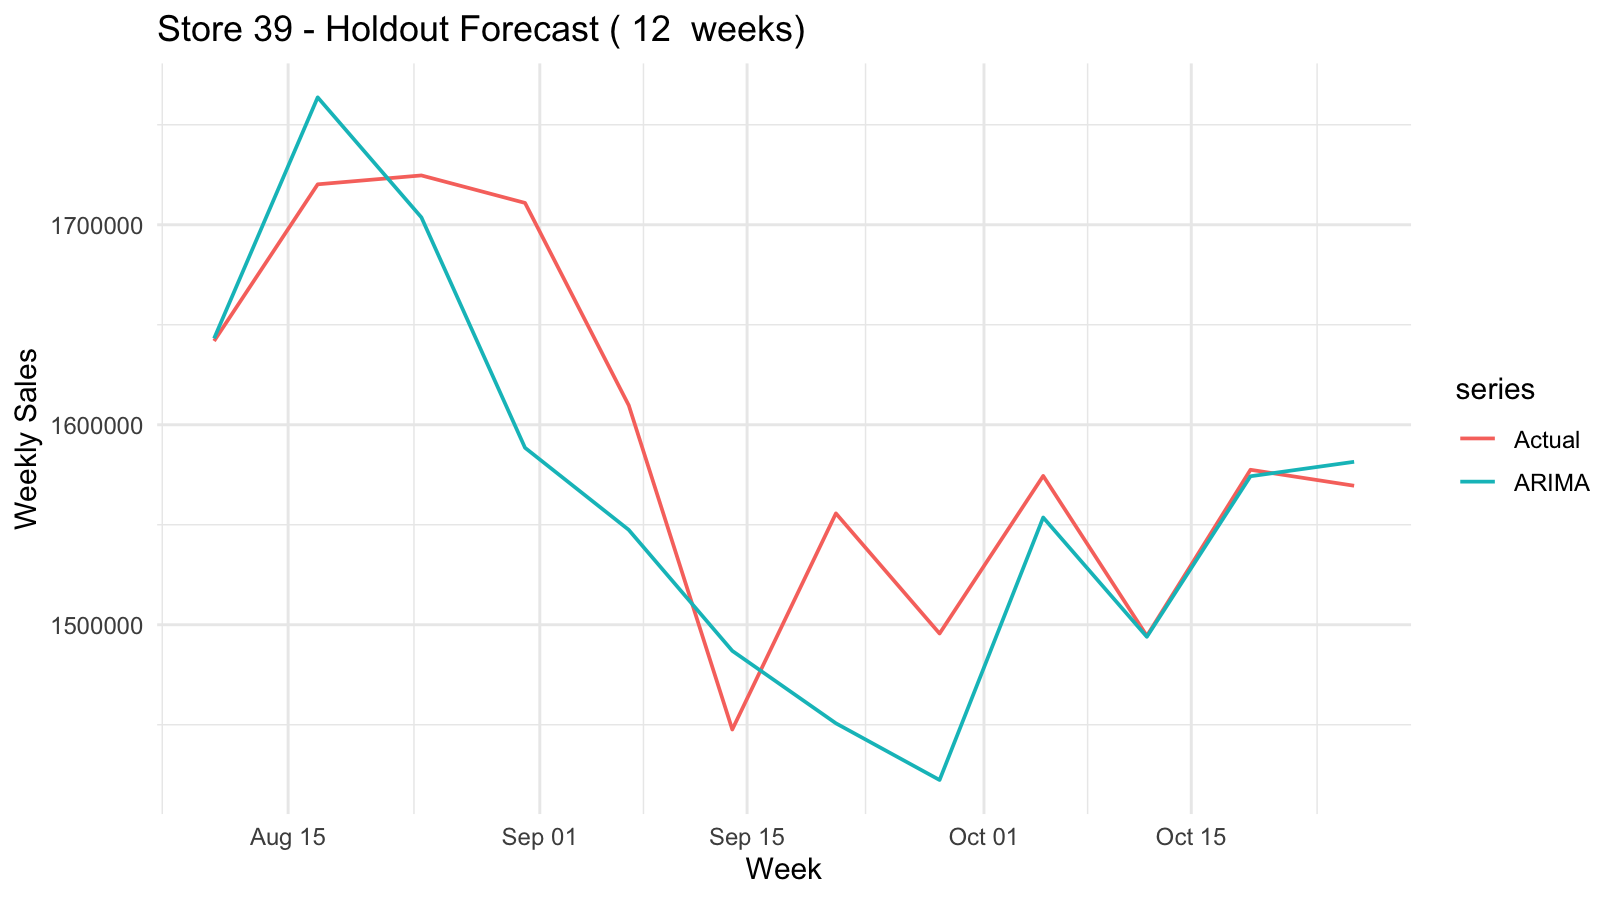 Store 39 - Holdout Forecast ( 12  weeks)
Weekly Sales
1700000
1600000
1500000
Aug 15
Sep 01
Sep 15
Oct 01
Oct 15
Week
series
Actual
ARIMA